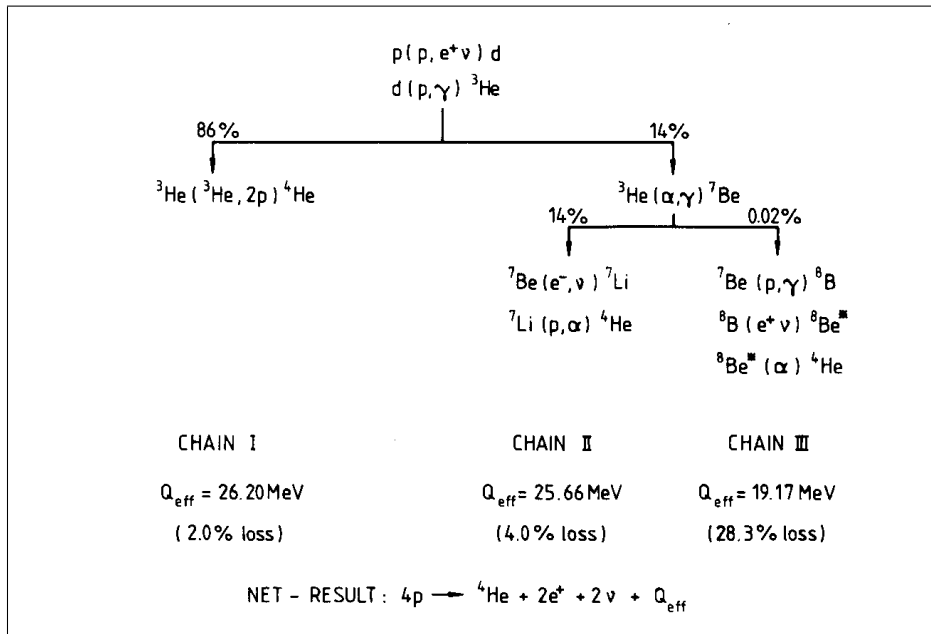 p(p, e⁺ν)d
d(p,γ) ³He
86% 14%
³He(³He, 2p)⁴He ³He(α,γ)⁷Be
14% 0.02%
⁷Be(e⁻,ν)⁷Li ⁷Be(p,γ)⁸B
⁷Li(p,α)⁴He ⁸B(e⁺ν)⁸Be*
⁸Be*(α)⁴He
CHAIN I CHAIN II CHAIN III
Q_eff = 26.20 MeV Q_eff = 25.66 MeV Q_eff = 19.17 MeV
(2.0% loss) (4.0% loss) (28.3% loss)
NET - RESULT: 4p → ⁴He + 2e⁺ + 2ν + Q_eff